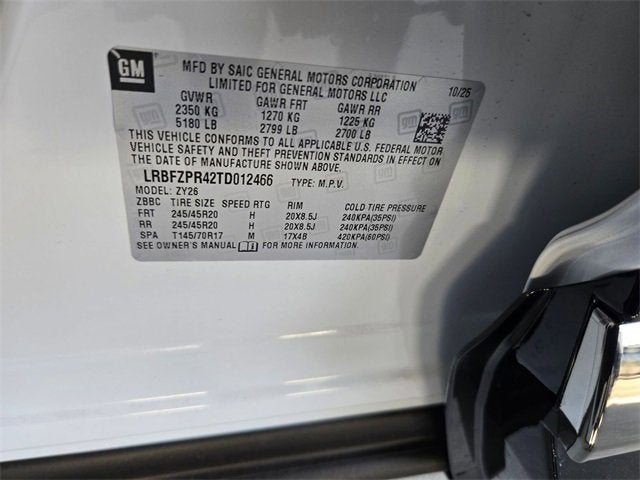 GM
MFD BY SAIC GENERAL MOTORS CORPORATION
LIMITED FOR GENERAL MOTORS LLC 10/25
GVWR GAWR FRT GAWR RR
2350 KG 1270 KG 1225 KG
5180 LB 2799 LB 2700 LB
THIS VEHICLE CONFORMS TO ALL APPLICABLE U.S. FEDERAL MOTOR
VEHICLE SAFETY AND THEFT PREVENTION STANDARDS IN EFFECT ON
THE DATE OF MANUFACTURE SHOWN ABOVE.
LRBFZPR42TD012466 TYPE: M.P.V.
MODEL: ZY26
ZBBC TIRE SIZE SPEED RTG RIM COLD TIRE PRESSURE
FRT 245/45R20 H 20X8.5J 240KPA(35PSI)
RR 245/45R20 H 20X8.5J 240KPA(35PSI)
SPA T145/70R17 M 17X4B 420KPA(60PSI)
SEE OWNER'S MANUAL FOR MORE INFORMATION.